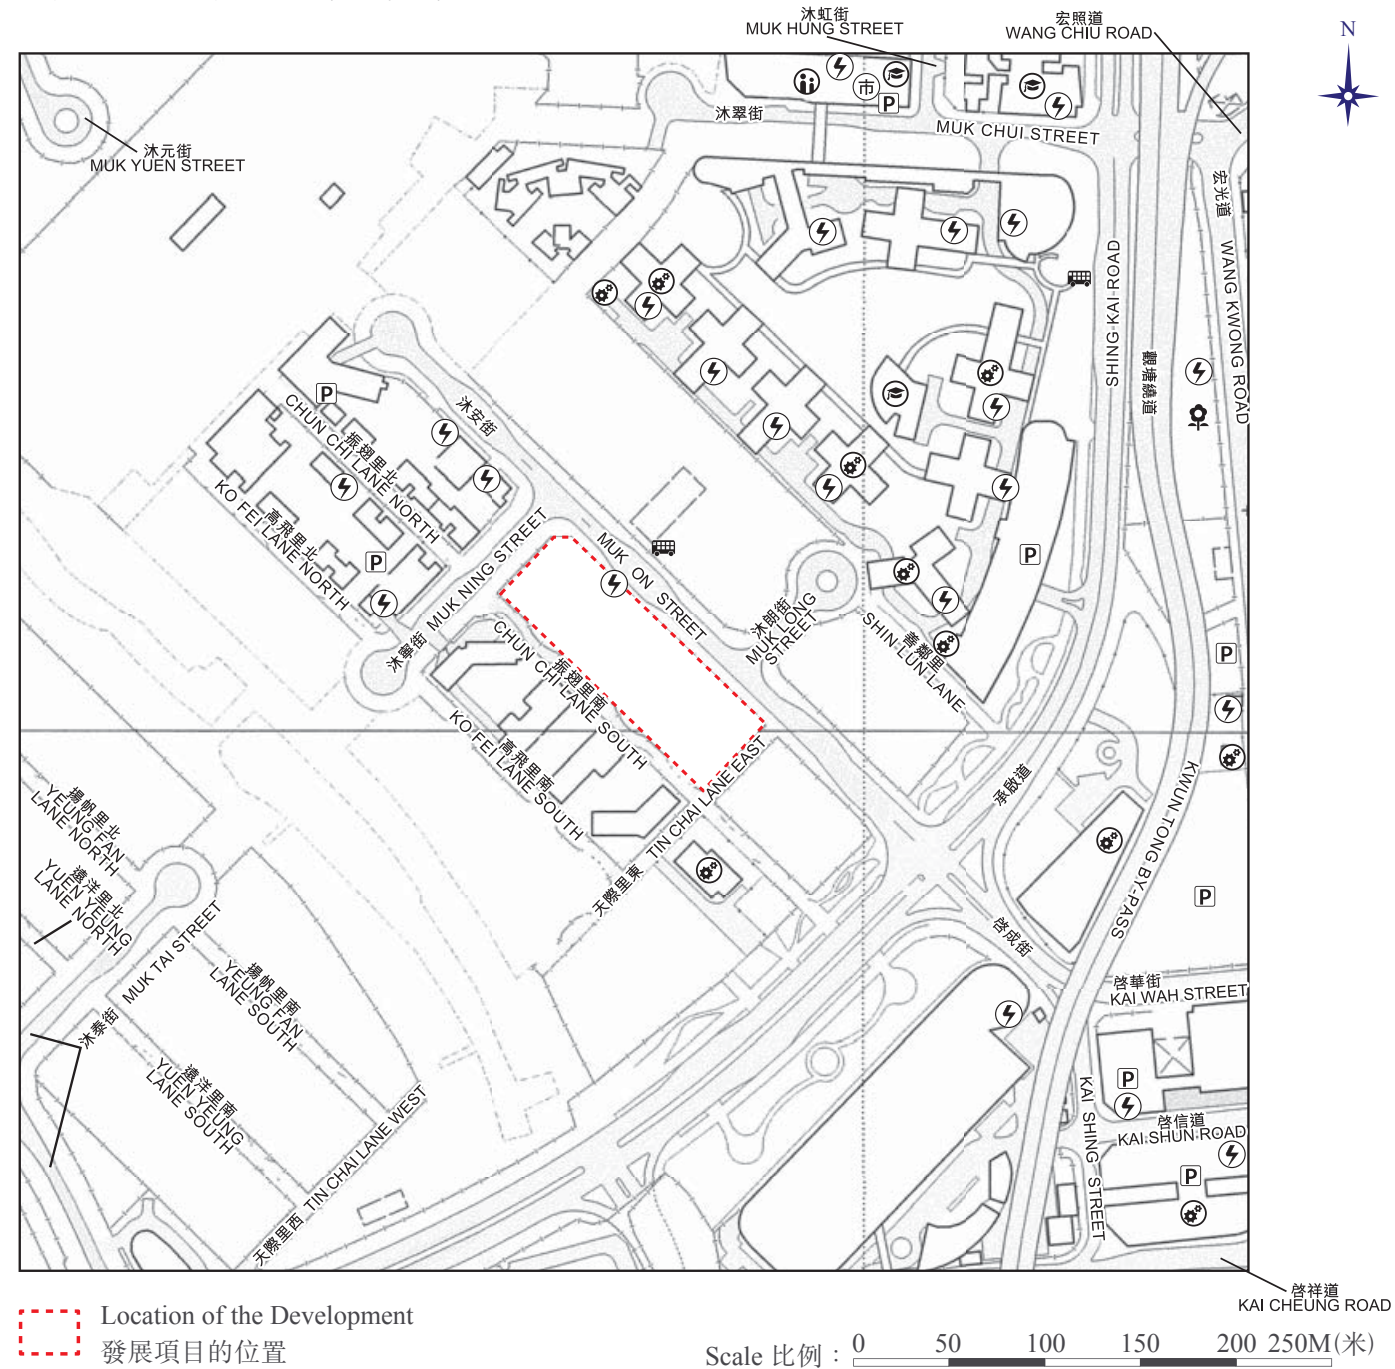 沐虹街
MUK HUNG STREET
宏照道
WANG CHIU ROAD
N
市
P
沐翠街
MUK CHUI STREET
沐元街
MUK YUEN STREET
宏光道
WANG KWONG ROAD
SHING KAI ROAD
觀塘繞道
P
沐安街
振翅里北
CHUN CHI LANE NORTH
高飛里北
KO FEI LANE NORTH
P
P
MUK NING STREET
沐寧街
MUK ON STREET
沐朗街
MUK LONG
STREET
善鄰里
SHIN LUN LANE
P
振翅里南
CHUN CHI LANE SOUTH
高飛里南
KO FEI LANE SOUTH
天際里東 TIN CHAI LANE EAST
承啟道
KWUN TONG BY-PASS
P
揚帆里北
YEUNG FAN
LANE NORTH
遠洋里北
YUEN YEUNG
LANE NORTH
沐泰街 MUK TAI STREET
揚帆里南
YEUNG FAN
LANE SOUTH
遠洋里南
YUEN YEUNG
LANE SOUTH
天際里西 TIN CHAI LANE WEST
啓成街
啓華街
KAI WAH STREET
P
啓信道
KAI SHUN ROAD
P
KAI SHING STREET
啓祥道
KAI CHEUNG ROAD
Location of the Development
發展項目的位置
Scale 比例：
0 50 100 150 200 250M(米)